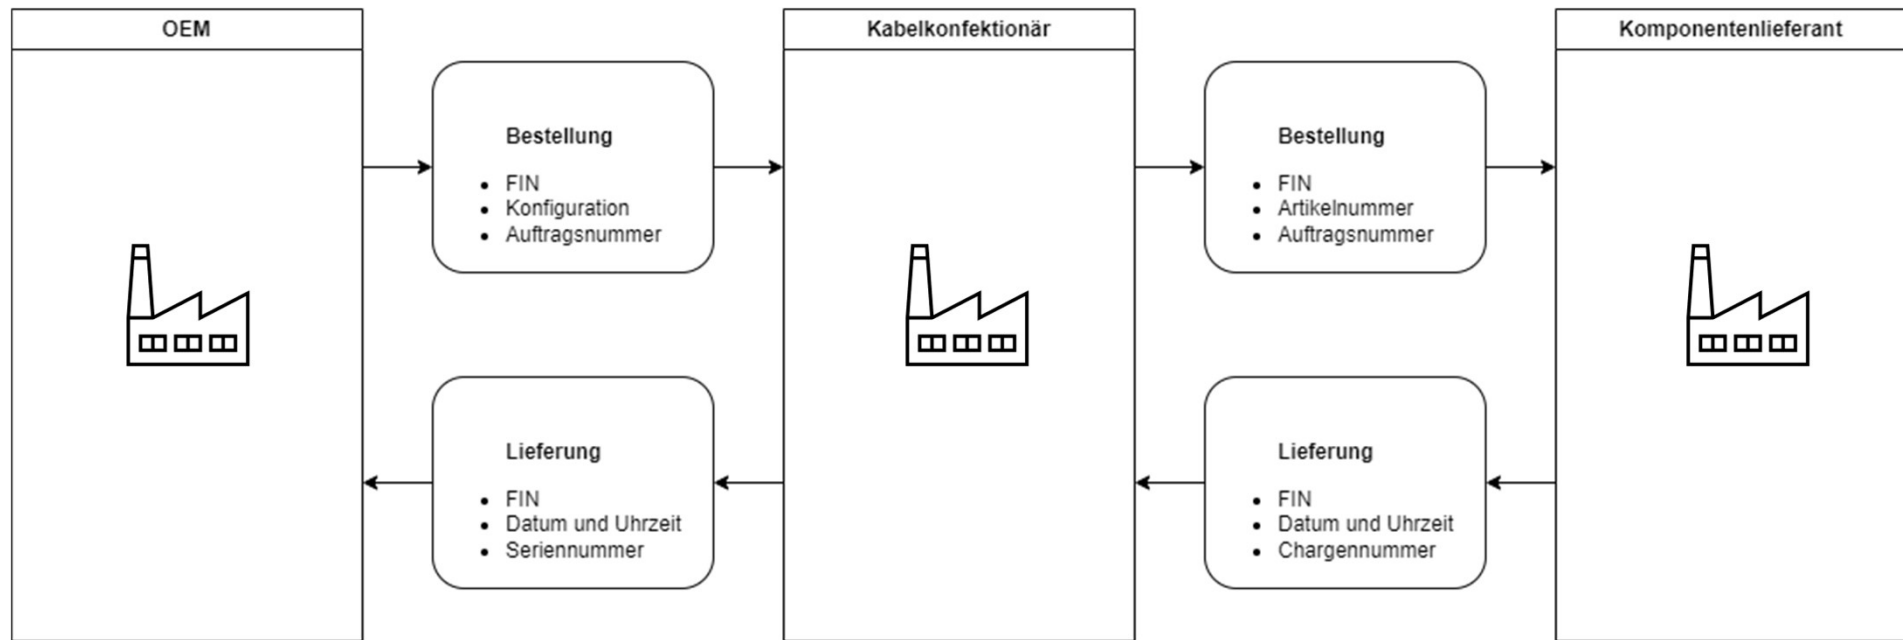 OEM
Kabelkonfektionär
Komponentenlieferant
Bestellung
• FIN
• Konfiguration
• Auftragsnummer
Bestellung
• FIN
• Artikelnummer
• Auftragsnummer
Lieferung
• FIN
• Datum und Uhrzeit
• Seriennummer
Lieferung
• FIN
• Datum und Uhrzeit
• Chargennummer